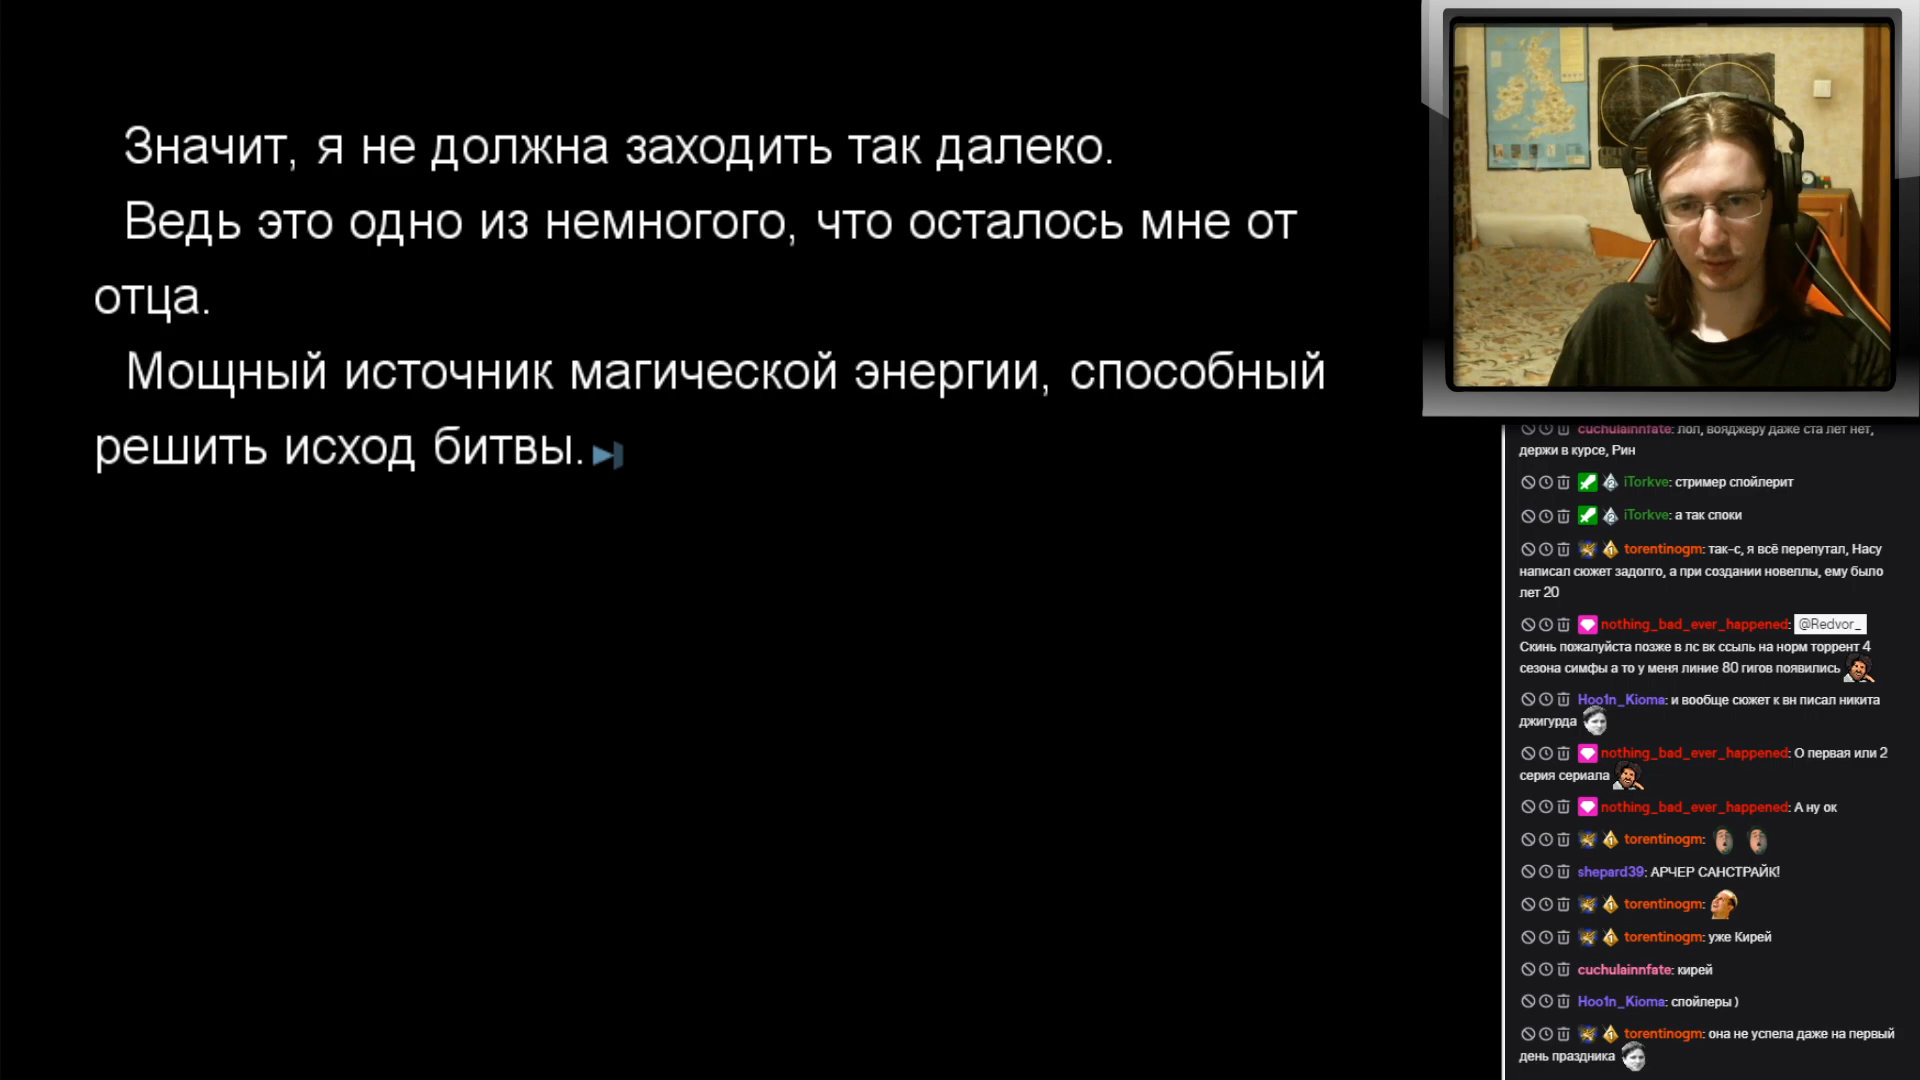 Значит, я не должна заходить так далеко.
Ведь это одно из немногого, что осталось мне от
отца.
Мощный источник магической энергии, способный
решить исход битвы.
cuchulainnfate: лол, вояджеру даже ста лет нет,
держи в курсе, Рин
iTorkve: стример спойлерит
iTorkve: а так споки
torentinogm: так-с, я всё перепутал, Насу
написал сюжет задолго, а при создании новеллы, ему было
лет 20
nothing_bad_ever_happened: @Redvor_
Скинь пожалуйста позже в лс вк ссыль на норм торрент 4
сезона симфы а то у меня линие 80 гигов появились
Hoo1n_Kioma: и вообще сюжет к вн писал никита
джигурда
nothing_bad_ever_happened: О первая или 2
серия сериала
nothing_bad_ever_happened: А ну ок
torentinogm:
shepard39: АРЧЕР САНСТРАЙК!
torentinogm:
torentinogm: уже Кирей
cuchulainnfate: кирей
Hoo1n_Kioma: спойлеры )
torentinogm: она не успела даже на первый
день праздника